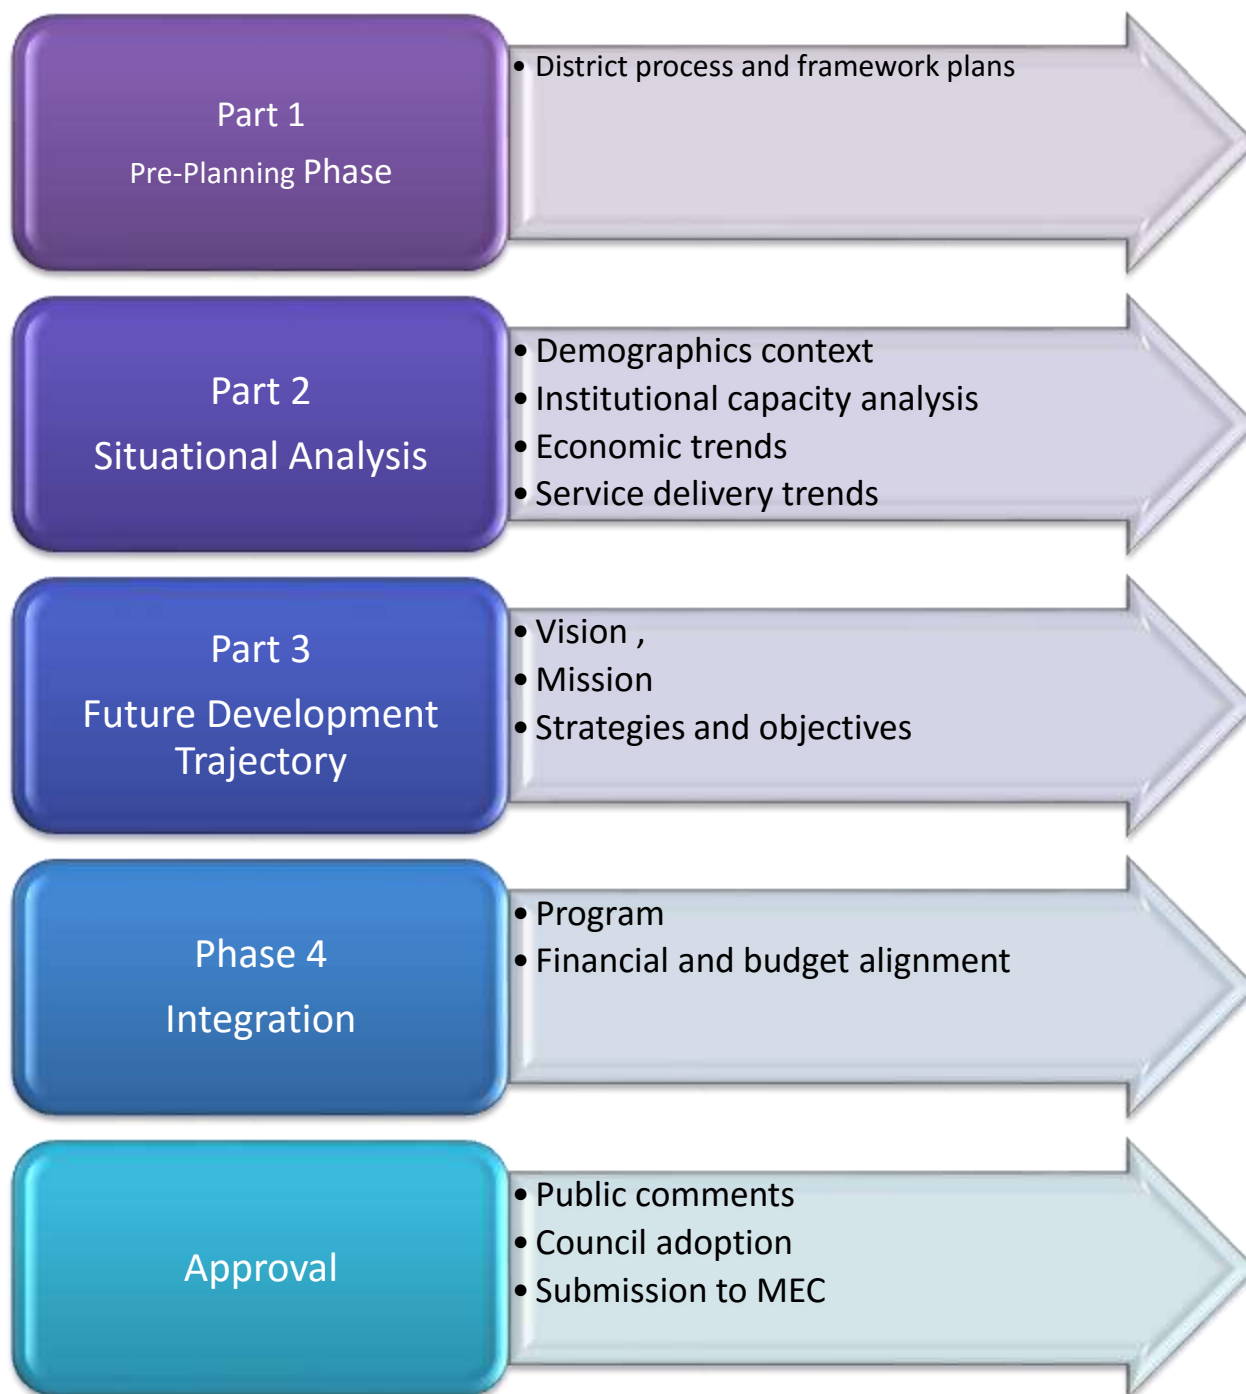 Part 1
Pre-Planning Phase
• District process and framework plans
Part 2
Situational Analysis
• Demographics context
• Institutional capacity analysis
• Economic trends
• Service delivery trends
Part 3
Future Development
Trajectory
• Vision ,
• Mission
• Strategies and objectives
Phase 4
Integration
• Program
• Financial and budget alignment
Approval
• Public comments
• Council adoption
• Submission to MEC